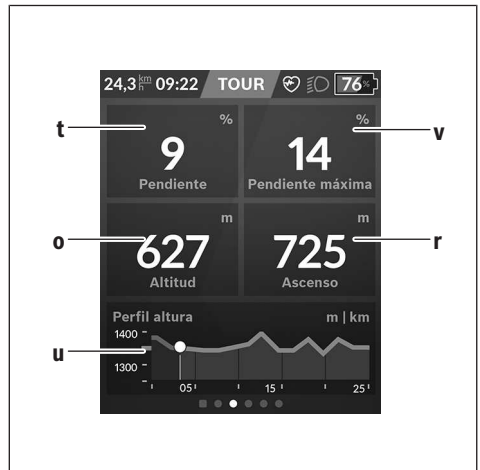 24,3 km/h 09:22 TOUR 76%
t % % v
9 14
Pendiente Pendiente máxima
o m m r
627 725
Altitud Ascenso
Perfil altura m | km
1400
u
1300
05' 15' 25'